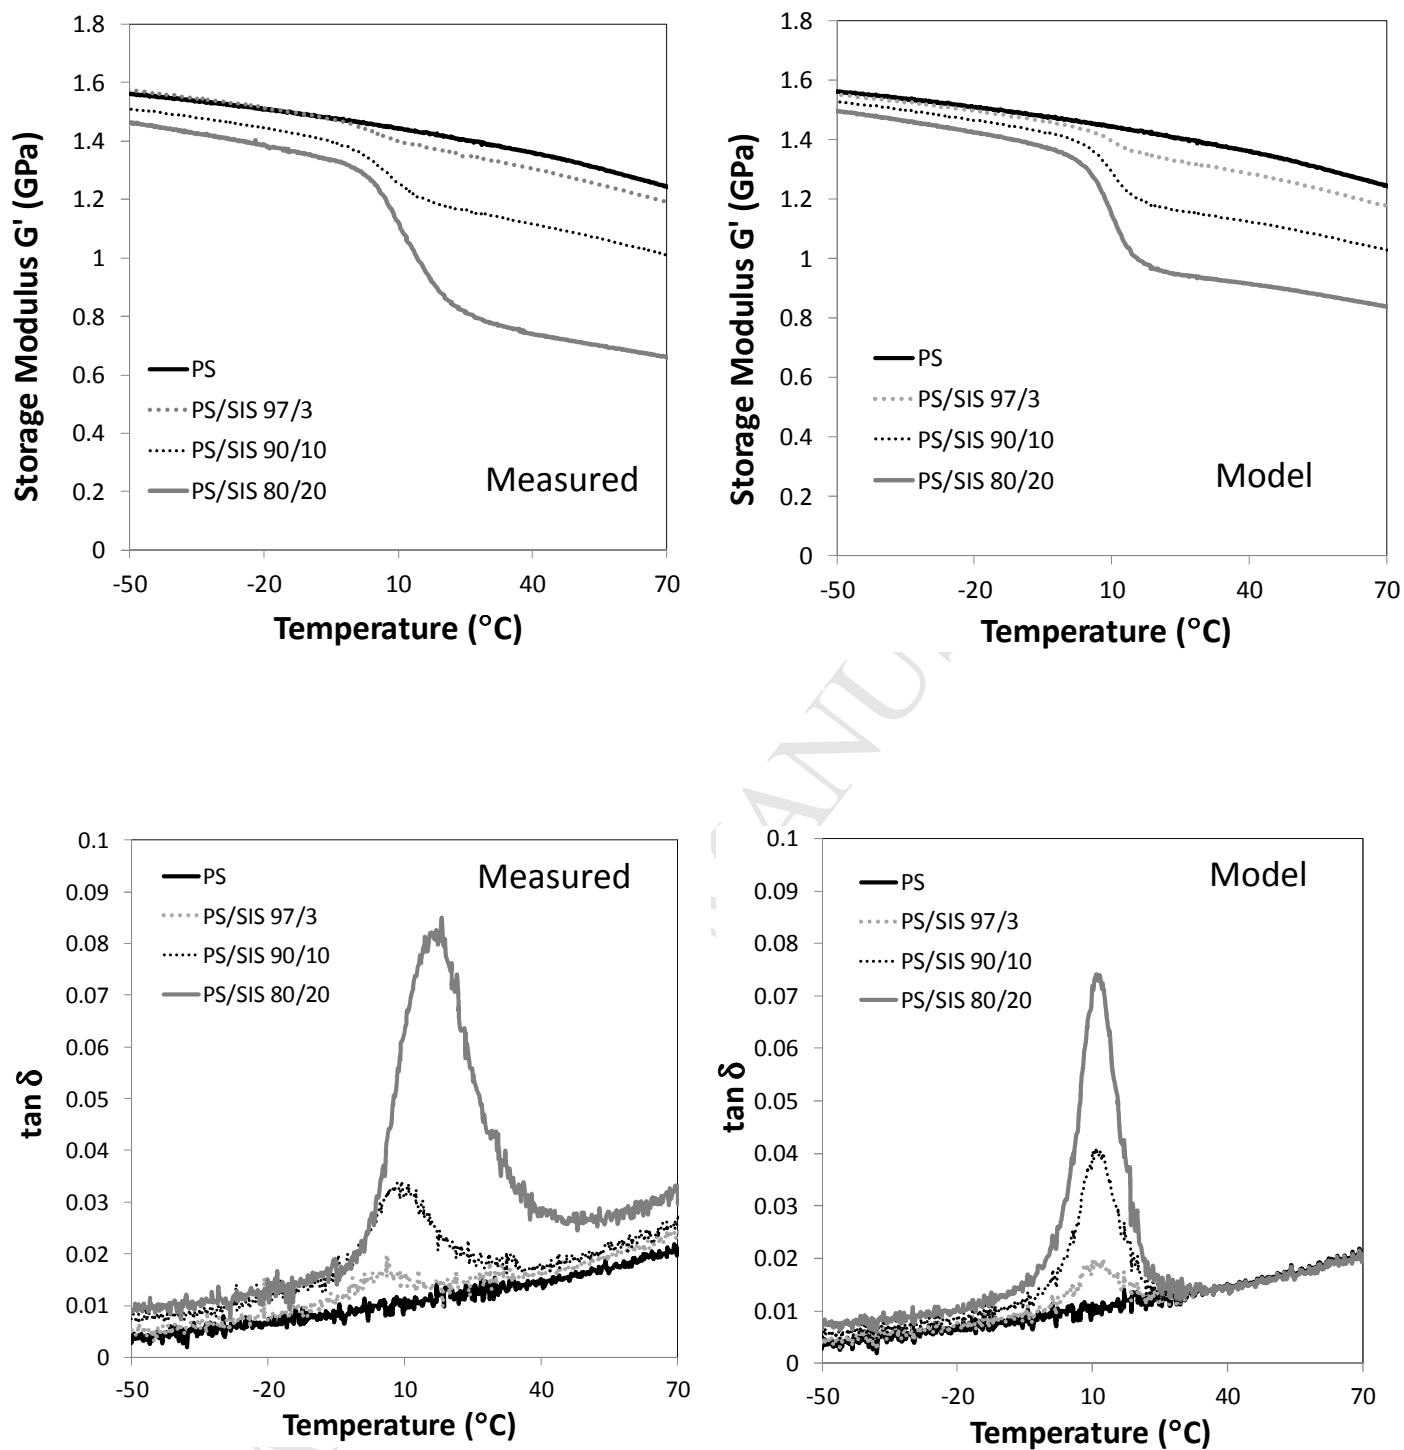 1.8
1.6
1.4
1.2
1
0.8
0.6
0.4
0.2
0
Storage Modulus G' (GPa)
PS
PS/SIS 97/3
PS/SIS 90/10
PS/SIS 80/20
Measured
-50 -20 10 40 70
Temperature (°C)
1.8
1.6
1.4
1.2
1
0.8
0.6
0.4
0.2
0
Storage Modulus G' (GPa)
PS
PS/SIS 97/3
PS/SIS 90/10
PS/SIS 80/20
Model
-50 -20 10 40 70
Temperature (°C)
0.1
0.09
0.08
0.07
0.06
0.05
0.04
0.03
0.02
0.01
0
tan δ
Measured
PS
PS/SIS 97/3
PS/SIS 90/10
PS/SIS 80/20
-50 -20 10 40 70
Temperature (°C)
0.1
0.09
0.08
0.07
0.06
0.05
0.04
0.03
0.02
0.01
0
tan δ
Model
PS
PS/SIS 97/3
PS/SIS 90/10
PS/SIS 80/20
-50 -20 10 40 70
Temperature (°C)